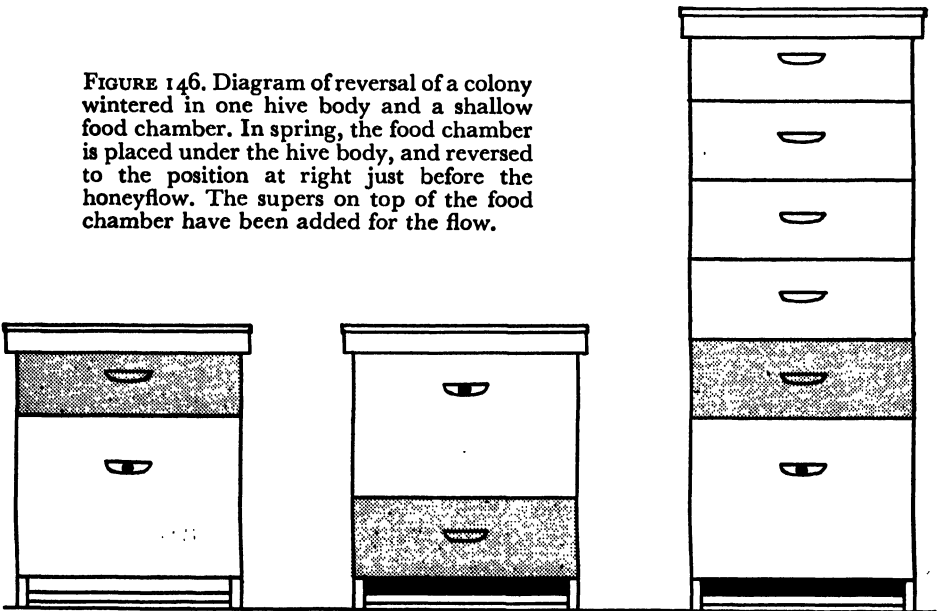 FIGURE 146. Diagram of reversal of a colony
wintered in one hive body and a shallow
food chamber. In spring, the food chamber
is placed under the hive body, and reversed
to the position at right just before the
honeyflow. The supers on top of the food
chamber have been added for the flow.